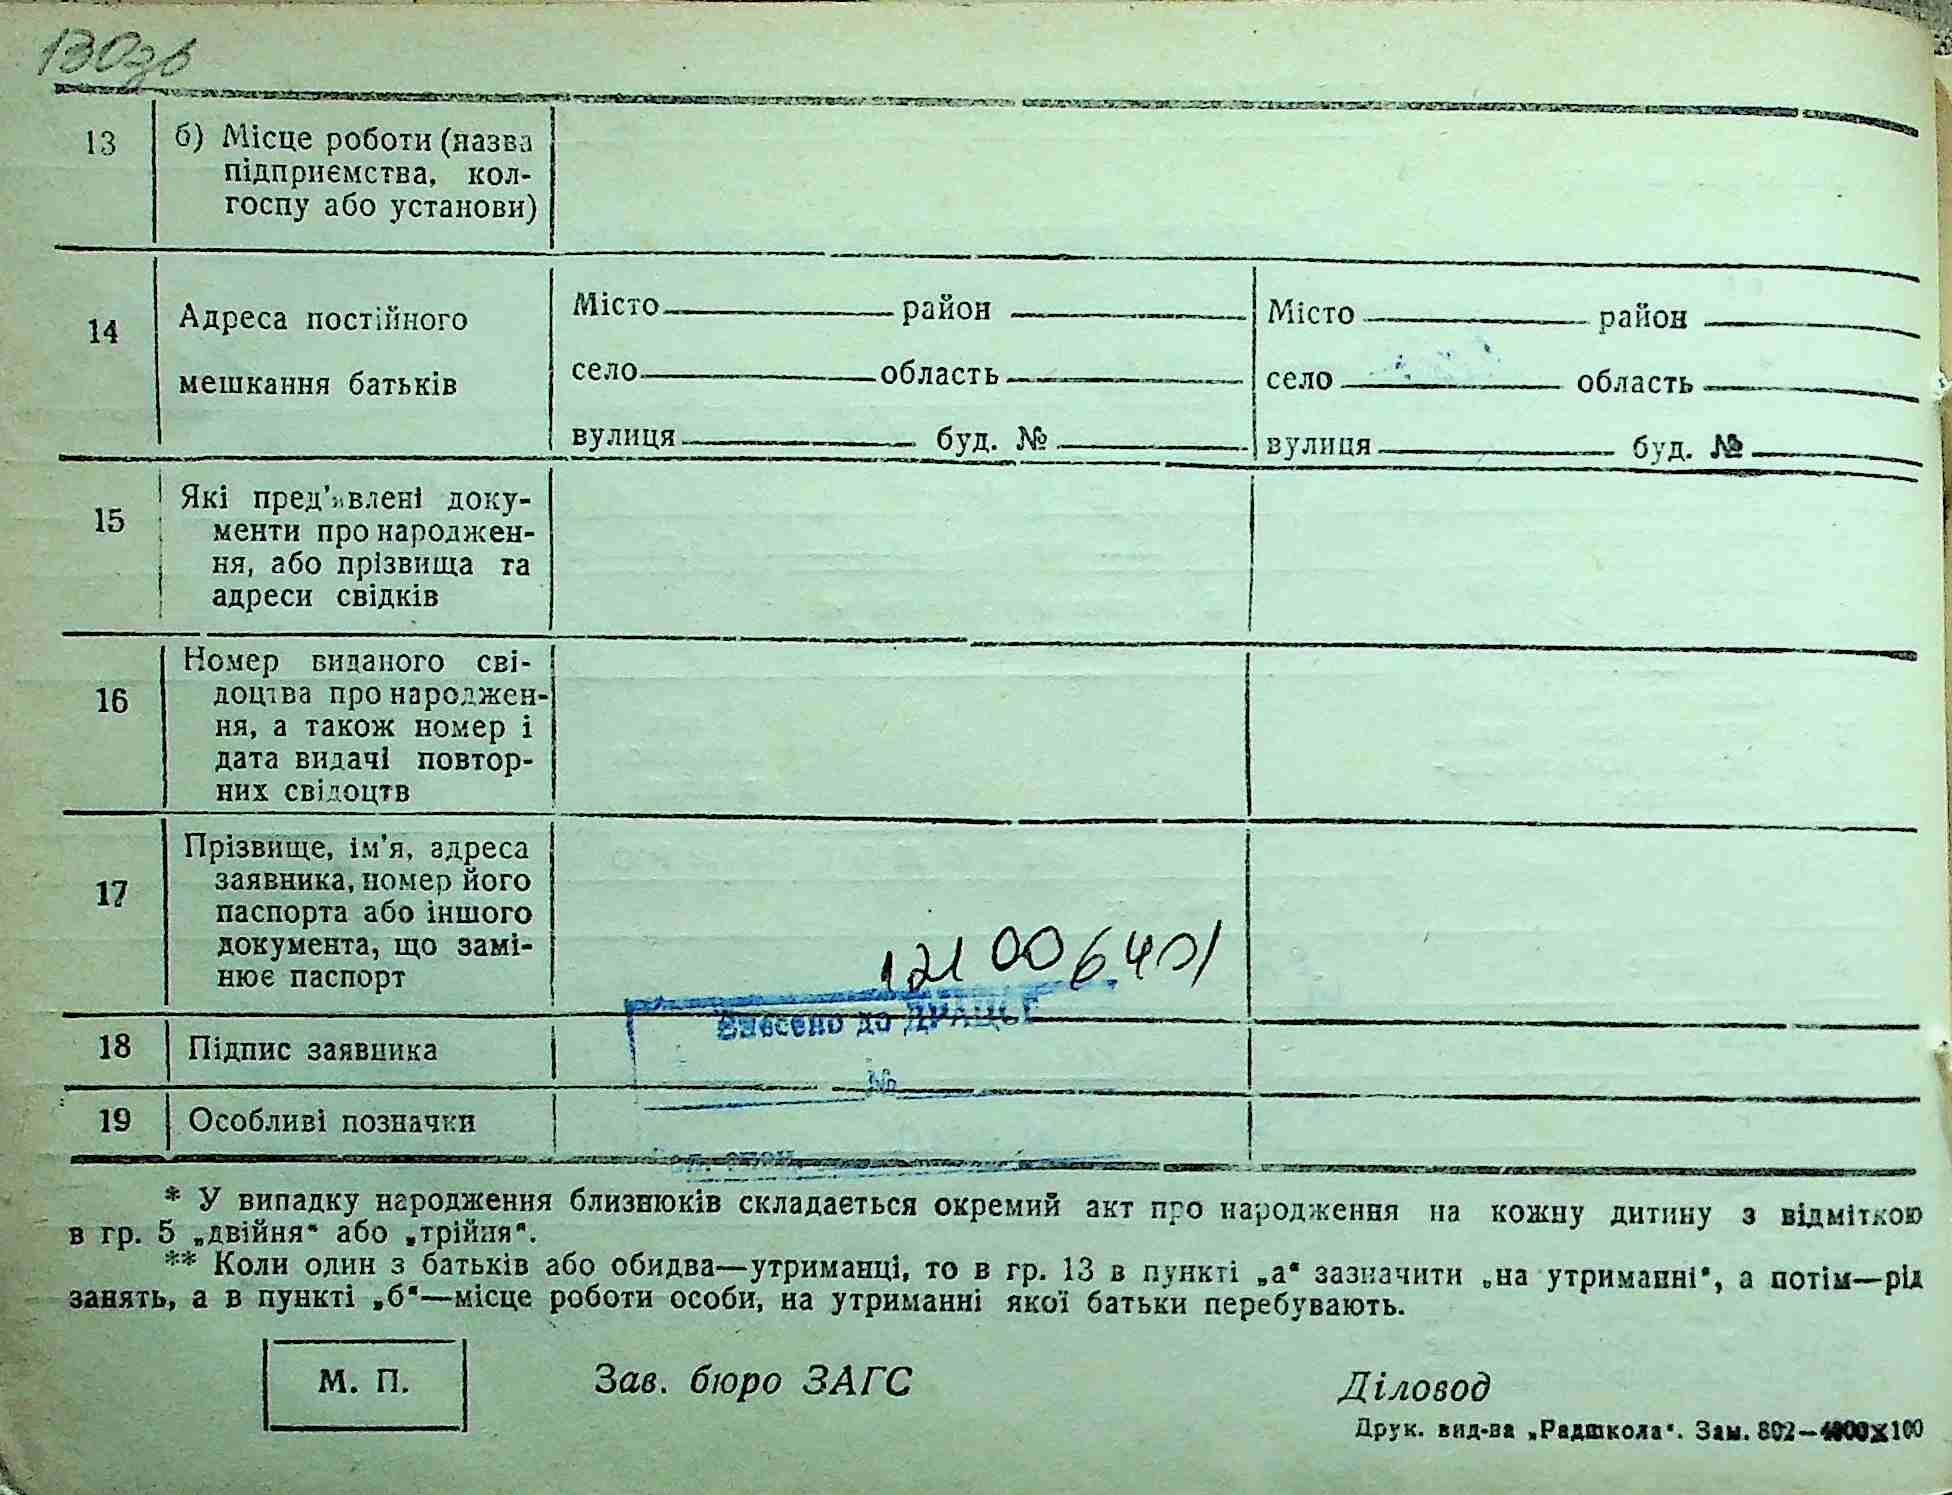 130зв
13
б) Місце роботи (назва
підприємства, кол-
госпу або установи)
14
Адреса постійного
мешкання батьків
Місто район
село область
вулиця буд. №
Місто район
село область
вулиця буд. №
15
Які пред'явлені доку-
менти про народжен-
ня, або прізвища та
адреси свідків
16
Номер виданого сві-
доцтва про народжен-
ня, а також номер і
дата видачі повтор-
них свідоцтв
17
Прізвище, ім'я, адреса
заявника, номер його
паспорта або іншого
документа, що замі-
нює паспорт
121006401
Внесено до ДРАЦСГ
№
18
Підпис заявника
19
Особливі позначки
* У випадку народження близнюків складається окремий акт про народження на кожну дитину з відміткою
в гр. 5 „двійня“ або „трійня“.
** Коли один з батьків або обидва—утриманці, то в гр. 13 в пункті „а“ зазначити „на утриманні“, а потім—рід
занять, а в пункті „б“—місце роботи особи, на утриманні якої батьки перебувають.
М. П.
Зав. бюро ЗАГС
Діловод
Друк. вид-ва „Радшкола“. Зам. 802—4000х100